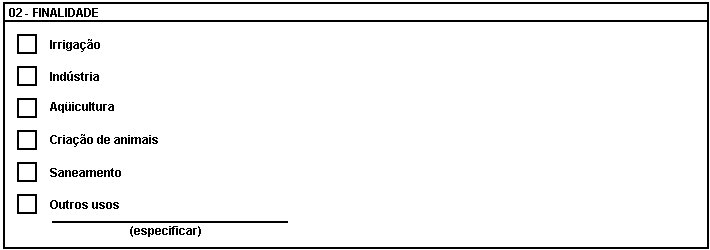 02 - FINALIDADE
Irrigação
Indústria
Aqüicultura
Criação de animais
Saneamento
Outros usos
(especificar)